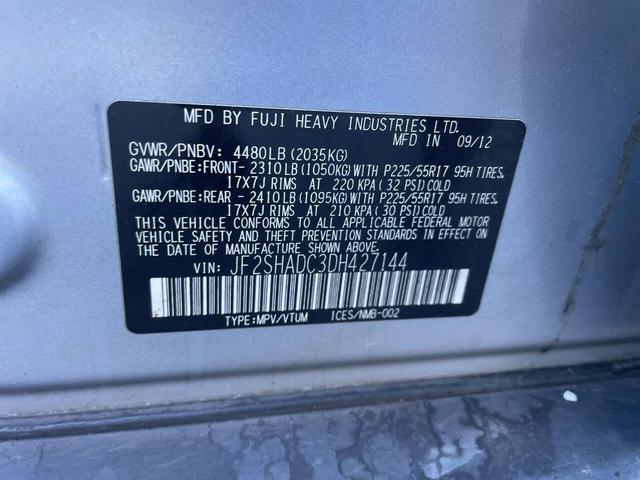 MFD BY FUJI HEAVY INDUSTRIES LTD.
MFD IN 09/12
GVWR/PNBV: 4480LB(2035KG)
GAWR/PNBE:FRONT- 2310LB(1050KG)WITH P225/55R17 95H TIRES,
17X7J RIMS AT 220 KPA(32 PSI)COLD
GAWR/PNBE:REAR - 2410LB(1095KG)WITH P225/55R17 95H TIRES,
17X7J RIMS AT 210 KPA(30 PSI)COLD
THIS VEHICLE CONFORMS TO ALL APPLICABLE FEDERAL MOTOR
VEHICLE SAFETY AND THEFT PREVENTION STANDARDS IN EFFECT
ON THE DATE OF MANUFACTURE SHOWN ABOVE.
VIN: JF2SHADC3DH427144
TYPE:MPV/VTUM ICES/NMB-002